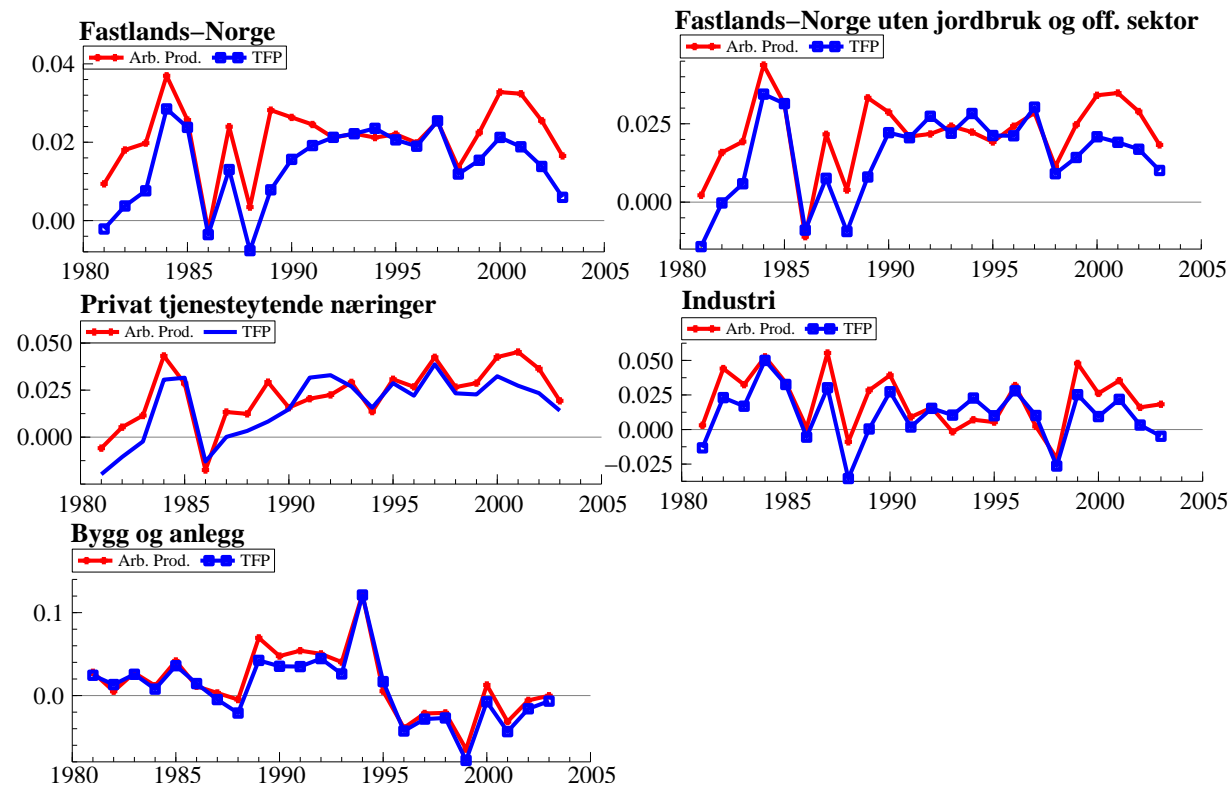 Fastlands−Norge
Arb. Prod. TFP
0.04
0.02
0.00
1980 1985 1990 1995 2000 2005
Fastlands−Norge uten jordbruk og off. sektor
Arb. Prod. TFP
0.025
0.000
1980 1985 1990 1995 2000 2005
Privat tjenesteytende næringer
Arb. Prod. TFP
0.050
0.025
0.000
1980 1985 1990 1995 2000 2005
Industri
Arb. Prod. TFP
0.050
0.025
0.000
−0.025
1980 1985 1990 1995 2000 2005
Bygg og anlegg
Arb. Prod. TFP
0.1
0.0
1980 1985 1990 1995 2000 2005